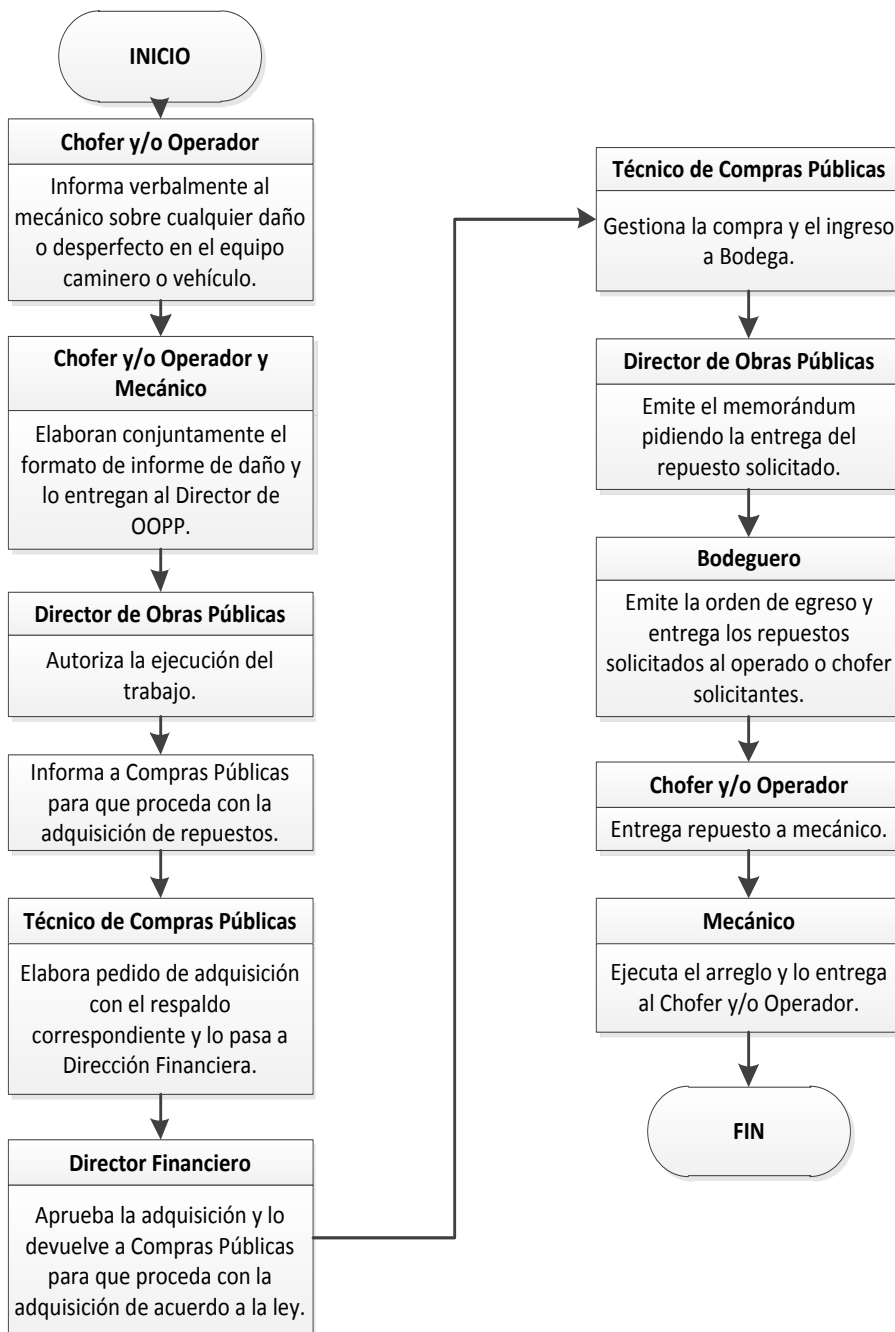 INICIO
Chofer y/o Operador
Informa verbalmente al
mecánico sobre cualquier daño
o desperfecto en el equipo
caminero o vehículo.
Chofer y/o Operador y
Mecánico
Elaboran conjuntamente el
formato de informe de daño y
lo entregan al Director de
OOPP.
Director de Obras Públicas
Autoriza la ejecución del
trabajo.
Informa a Compras Públicas
para que proceda con la
adquisición de repuestos.
Técnico de Compras Públicas
Elabora pedido de adquisición
con el respaldo
correspondiente y lo pasa a
Dirección Financiera.
Director Financiero
Aprueba la adquisición y lo
devuelve a Compras Públicas
para que proceda con la
adquisición de acuerdo a la ley.
Técnico de Compras Públicas
Gestiona la compra y el ingreso
a Bodega.
Director de Obras Públicas
Emite el memorándum
pidiendo la entrega del
repuesto solicitado.
Bodeguero
Emite la orden de egreso y
entrega los repuestos
solicitados al operado o chofer
solicitantes.
Chofer y/o Operador
Entrega repuesto a mecánico.
Mecánico
Ejecuta el arreglo y lo entrega
al Chofer y/o Operador.
FIN